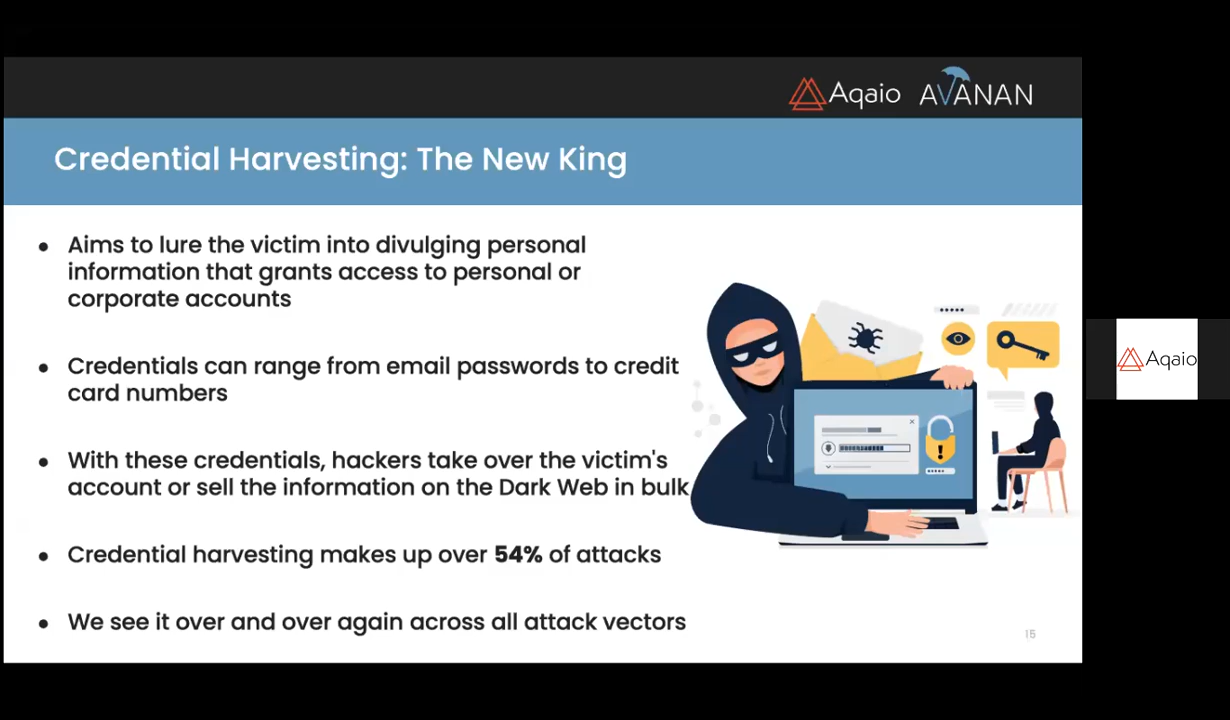 Aqaio AVANAN
Credential Harvesting: The New King
● Aims to lure the victim into divulging personal
information that grants access to personal or
corporate accounts
● Credentials can range from email passwords to credit
card numbers
● With these credentials, hackers take over the victim's
account or sell the information on the Dark Web in bulk
● Credential harvesting makes up over 54% of attacks
● We see it over and over again across all attack vectors
15
Aqaio